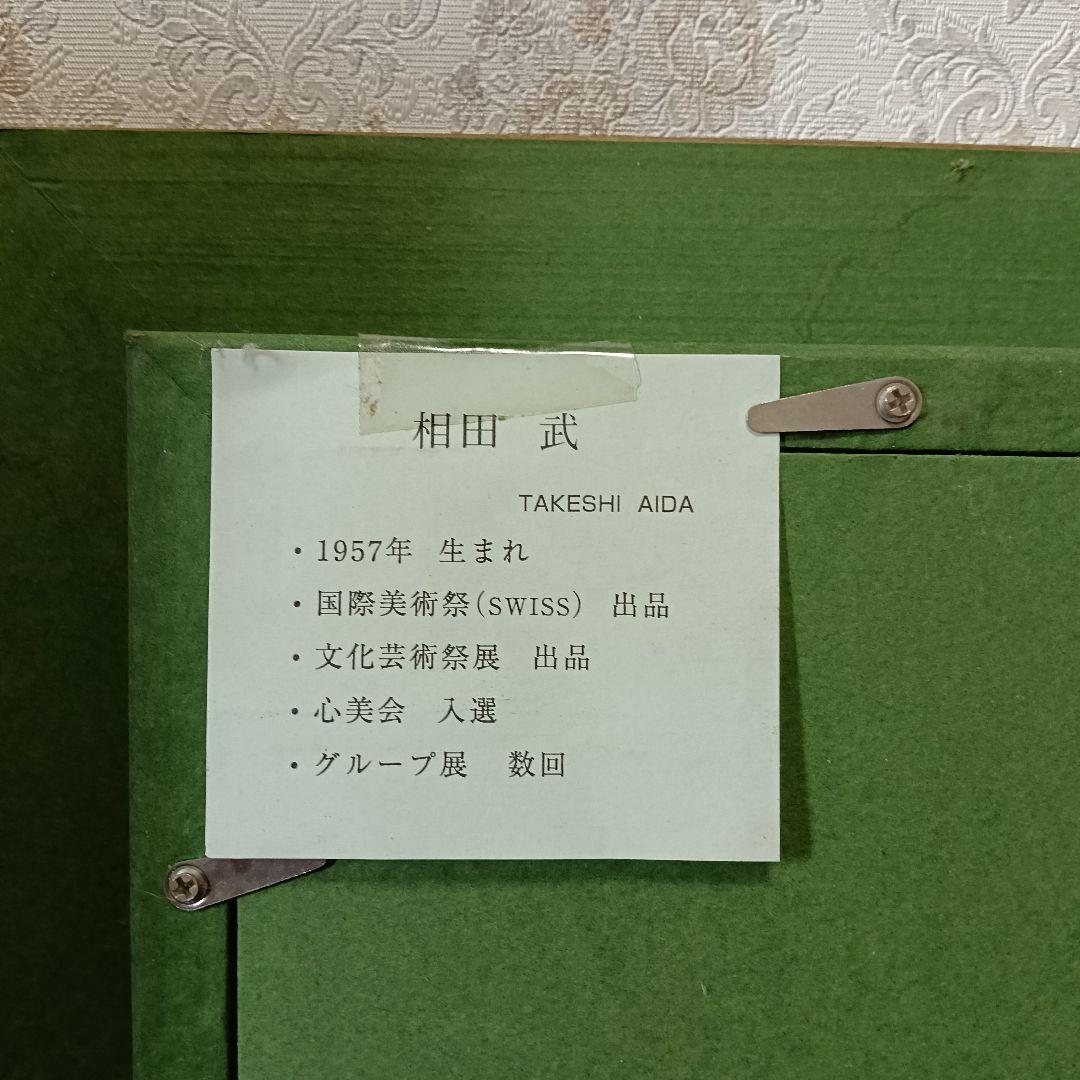 相田 武
TAKESHI AIDA
・1957年 生まれ
・国際美術祭(SWISS) 出品
・文化芸術祭展 出品
・心美会 入選
・グループ展 数回